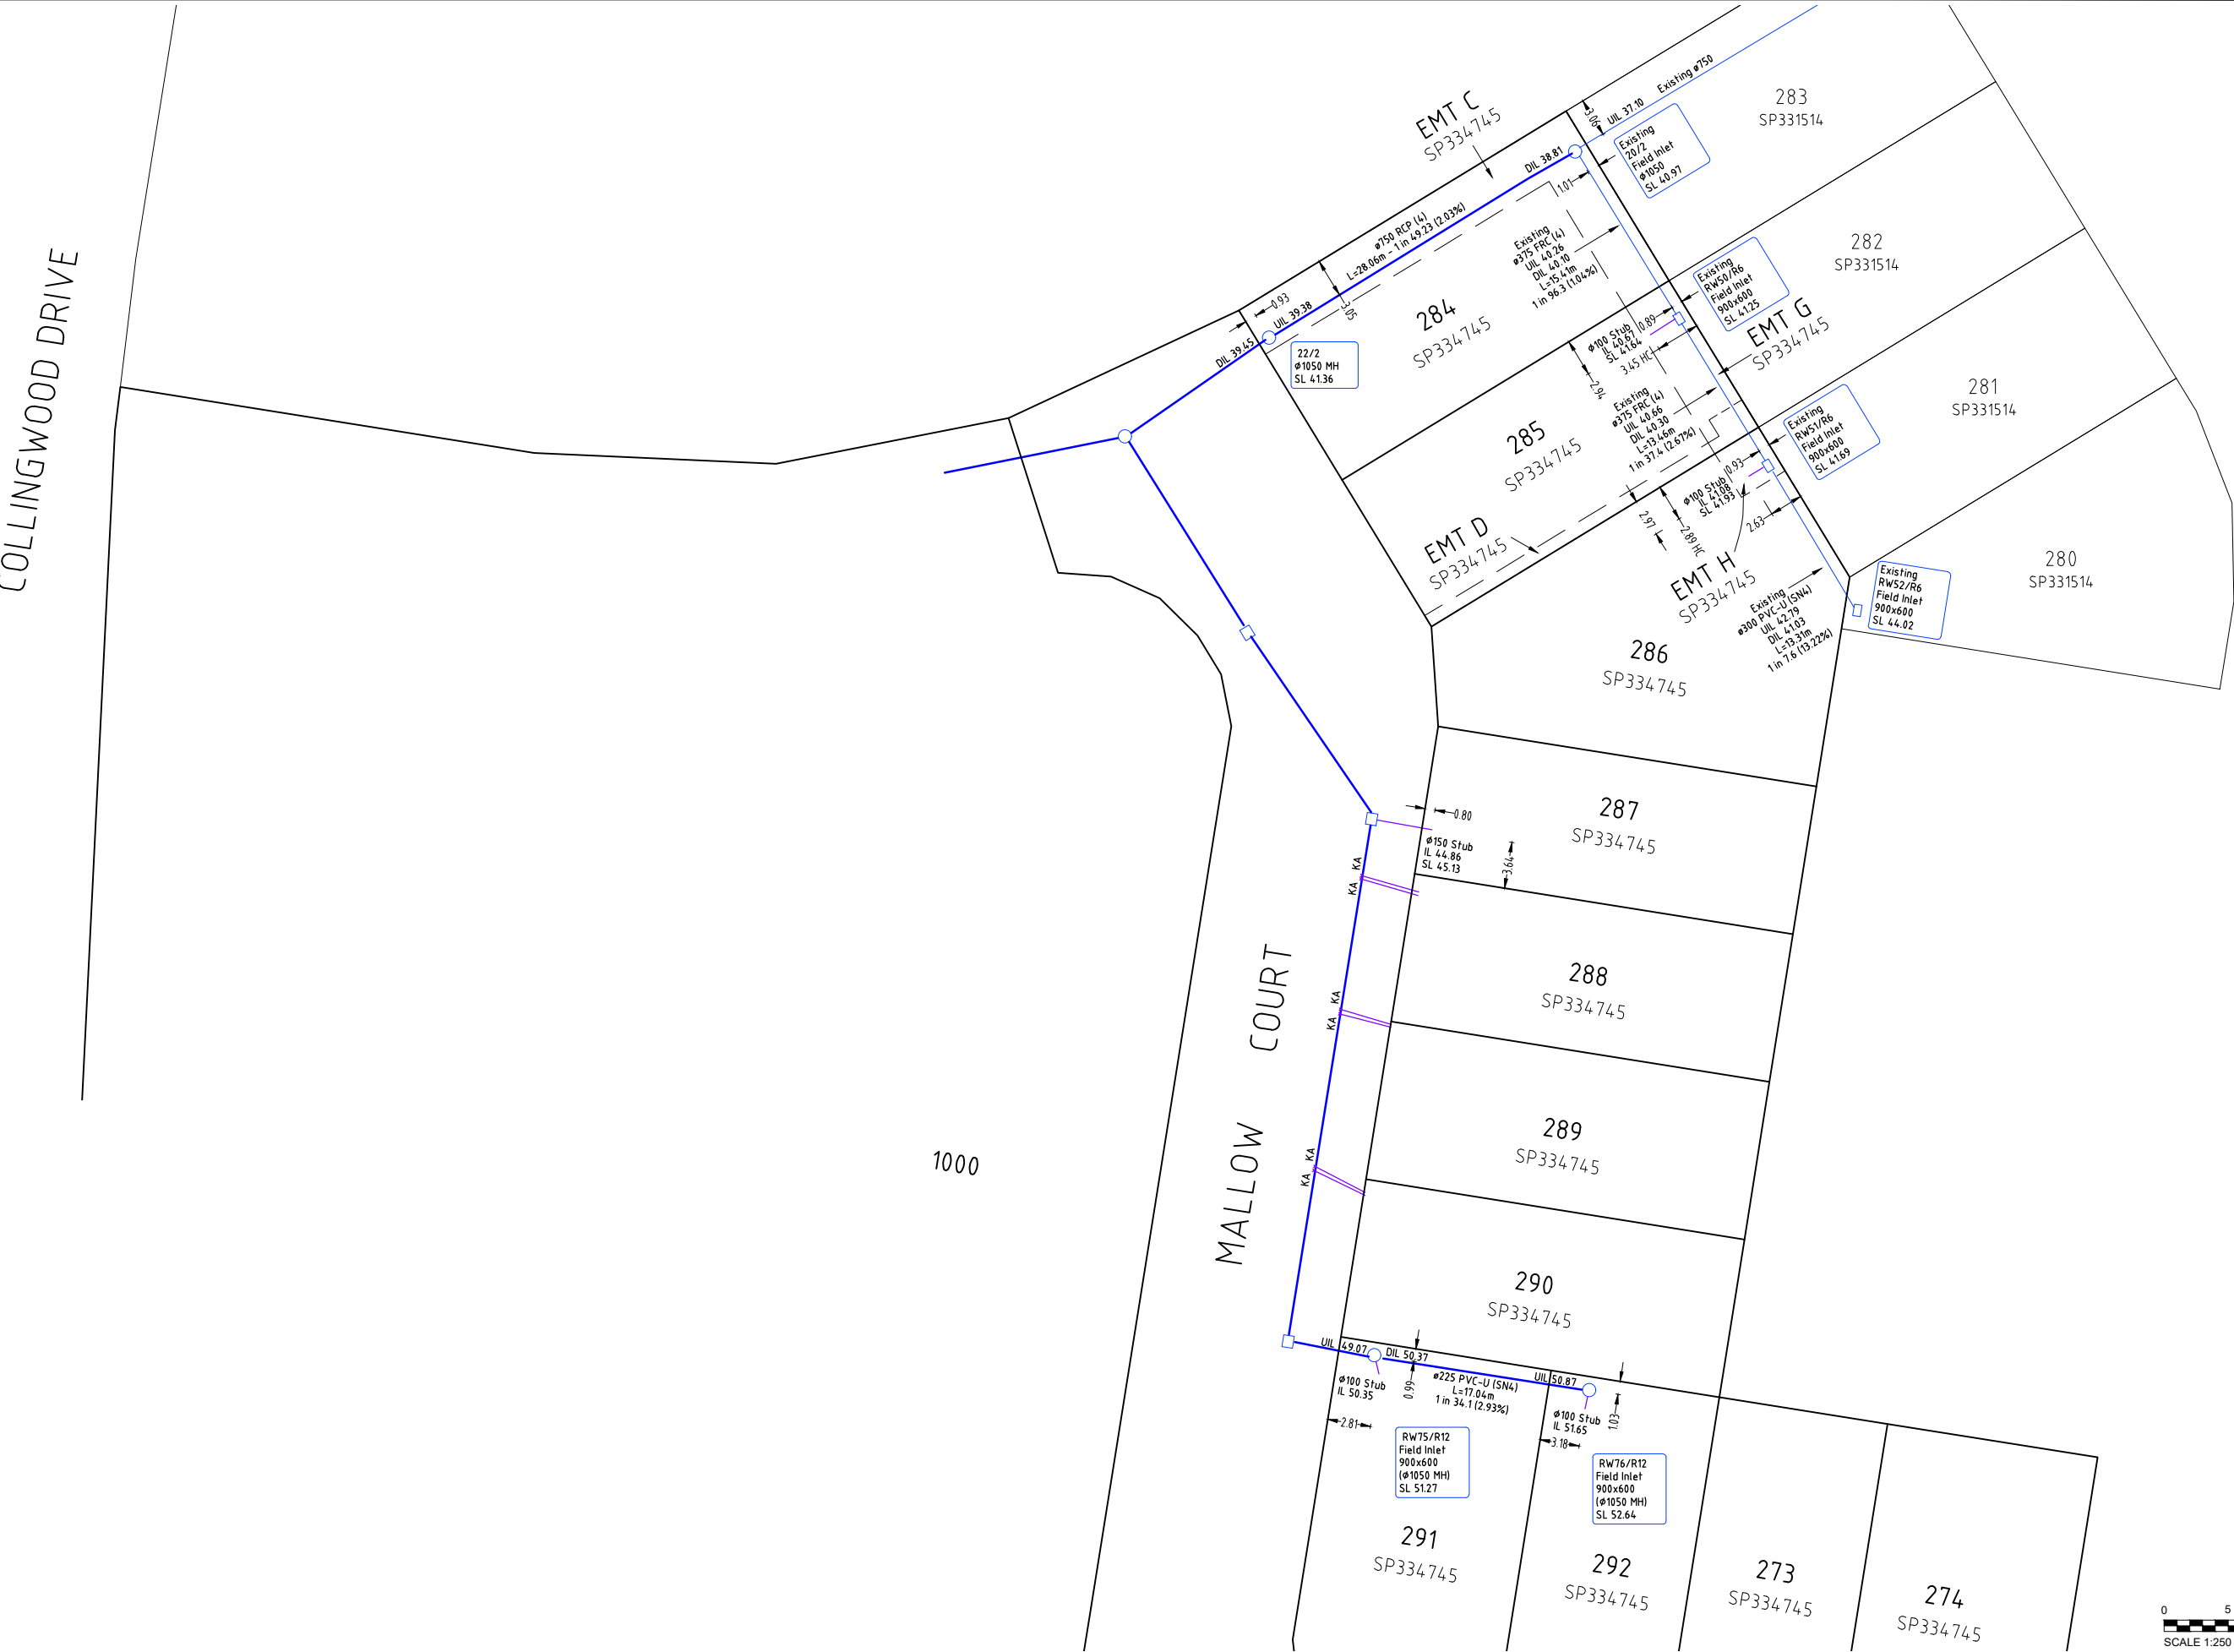 COLLINGWOOD DRIVE
EMT C
SP334745
Existing ø750
UIL 37.10
3.06
283
SP331514
Existing
20/2
Field Inlet
ø1050
SL 40.97
DIL 38.81
1.01
ø750 RCP (4)
L=28.06m - 1 in 49.23 (2.03%)
0.93
UIL 39.38
3.05
DIL 39.45
22/2
ø1050 MH
SL 41.36
284
SP334745
Existing
ø375 FRC (4)
UIL 40.26
DIL 40.10
L=15.41m
1 in 96.3 (1.04%)
282
SP331514
Existing
RW50/R6
Field Inlet
900x600
SL 41.25
EMT G
SP334745
ø100 Stub
IL 40.67
SL 41.64
0.89
3.45 HC
2.94
285
SP334745
Existing
ø375 FRC (4)
UIL 40.66
DIL 40.30
L=13.46m
1 in 37.4 (2.67%)
281
SP331514
Existing
RW51/R6
Field Inlet
900x600
SL 41.69
ø100 Stub
IL 41.08
SL 41.93
0.93
2.63
2.97
2.89 HC
EMT D
SP334745
EMT H
SP334745
280
SP331514
Existing
RW52/R6
Field Inlet
900x600
SL 44.02
Existing
ø300 PVC-U (SN4)
UIL 42.79
DIL 41.03
L=13.31m
1 in 7.6 (13.22%)
286
SP334745
287
SP334745
0.80
ø150 Stub
IL 44.86
SL 45.13
3.64
KA
KA
288
SP334745
KA
KA
MALLOW COURT
289
SP334745
1000
KA
KA
290
SP334745
UIL 49.07
DIL 50.37
UIL 50.87
ø100 Stub
IL 50.35
0.99
ø225 PVC-U (SN4)
L=17.04m
1 in 34.1 (2.93%)
ø100 Stub
IL 51.65
1.03
2.81
3.18
RW75/R12
Field Inlet
900x600
(ø1050 MH)
SL 51.27
RW76/R12
Field Inlet
900x600
(ø1050 MH)
SL 52.64
291
SP334745
292
SP334745
273
SP334745
274
SP334745
0 5
SCALE 1:250